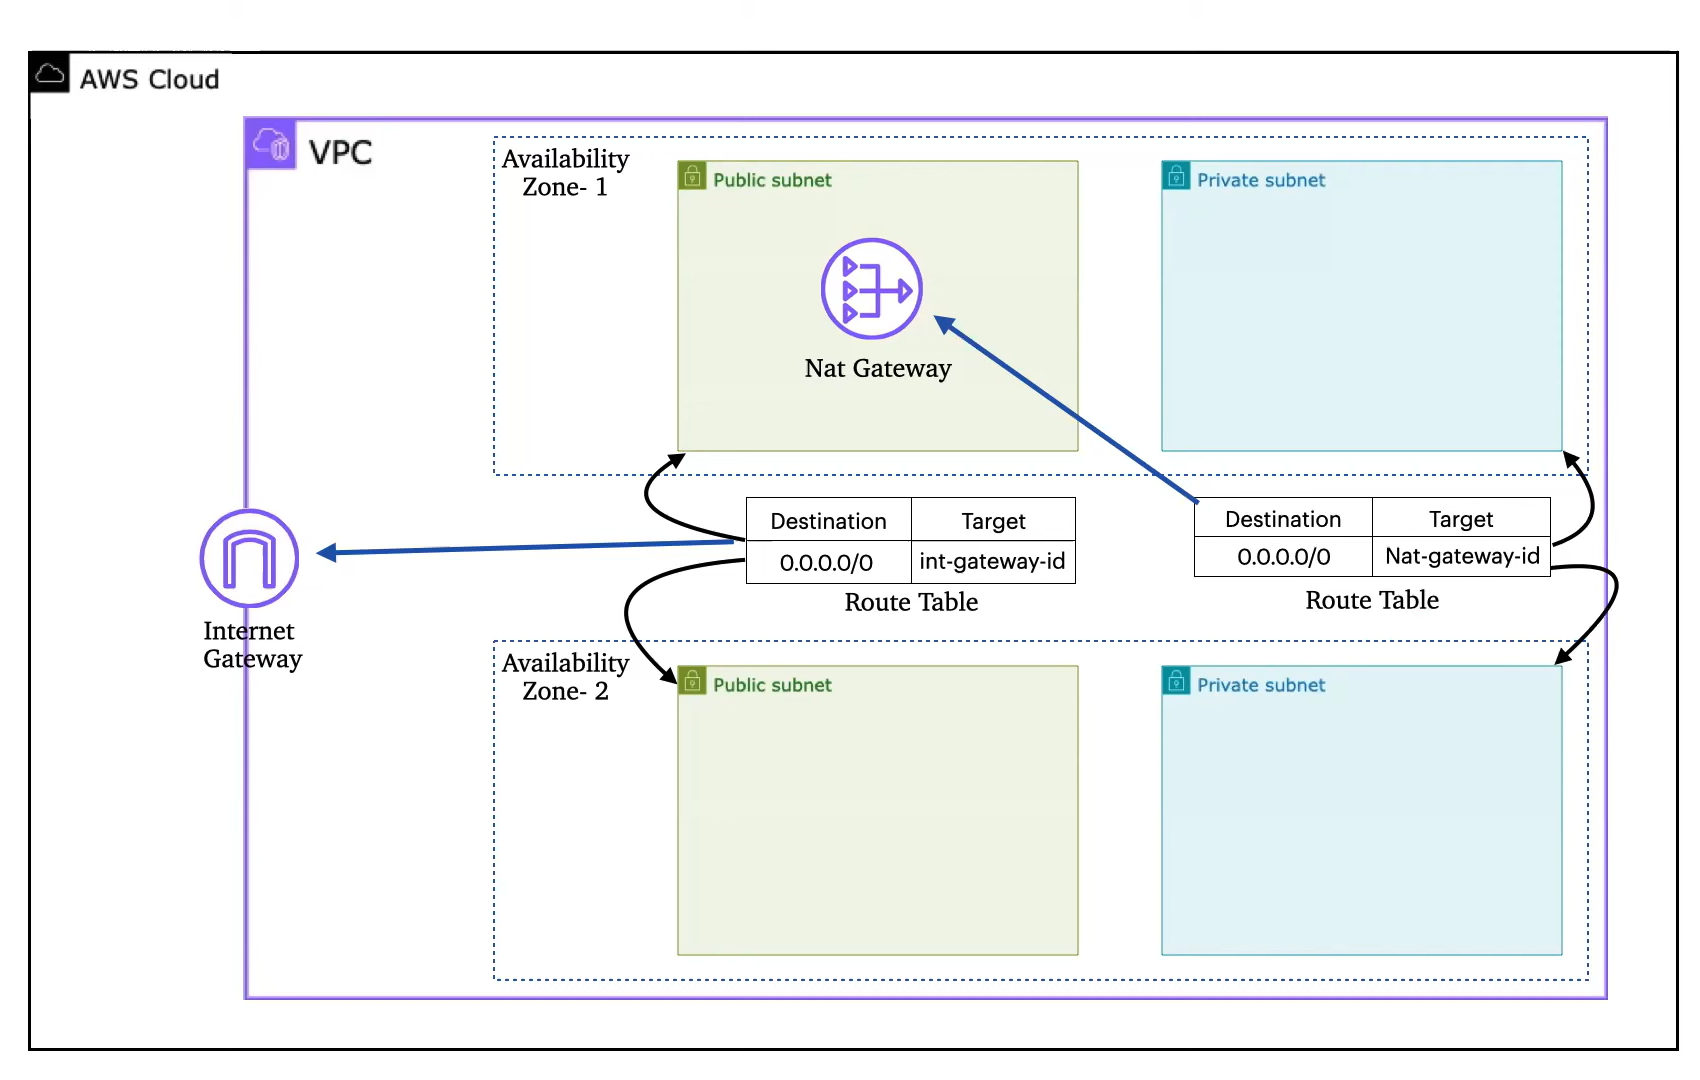 AWS Cloud
VPC
Availability
Zone- 1
Public subnet
Private subnet
Nat Gateway
Destination Target
0.0.0.0/0 int-gateway-id
Route Table
Destination Target
0.0.0.0/0 Nat-gateway-id
Route Table
Internet
Gateway
Availability
Zone- 2
Public subnet
Private subnet